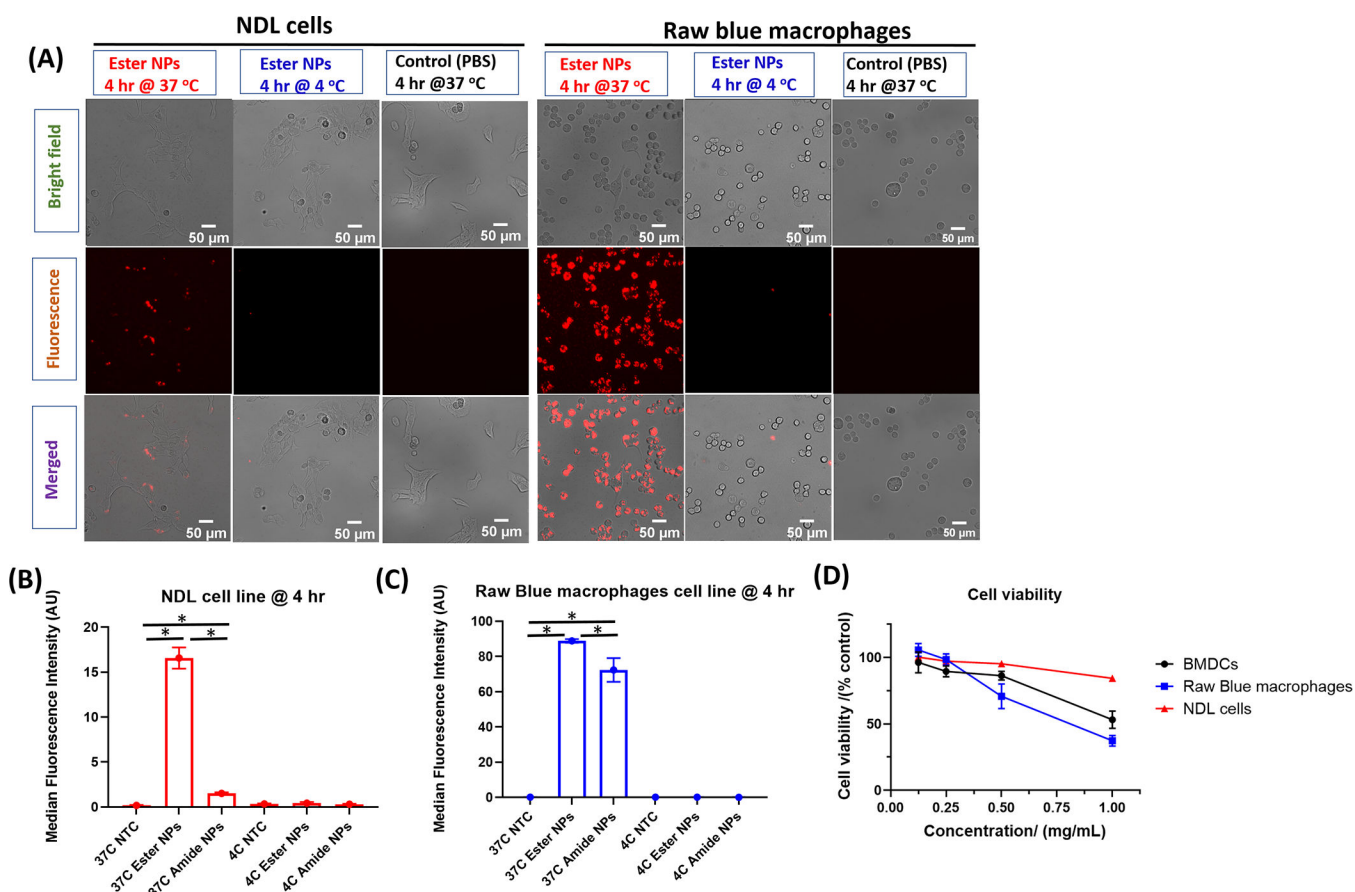 NDL cells
Raw blue macrophages
(A)
Ester NPs
4 hr @ 37 °C
Ester NPs
4 hr @ 4 °C
Control (PBS)
4 hr @37 °C
Ester NPs
4 hr @37 °C
Ester NPs
4 hr @ 4 °C
Control (PBS)
4 hr @37 °C
Bright field
50 µm
50 µm
50 µm
50 µm
50 µm
50 µm
Fluorescence
Merged
50 µm
50 µm
50 µm
50 µm
50 µm
50 µm
(B)
NDL cell line @ 4 hr
Median Fluorescence Intensity (AU)
20
15
10
5
0
*
*
*
37C NTC
37C Ester NPs
37C Amide NPs
4C NTC
4C Ester NPs
4C Amide NPs
(C)
Raw Blue macrophages cell line @ 4 hr
Median Fluorescence Intensity (AU)
100
80
60
40
20
0
*
*
*
37C NTC
37C Ester NPs
37C Amide NPs
4C NTC
4C Ester NPs
4C Amide NPs
(D)
Cell viability
Cell viability /(% control)
100
50
0
0.00
0.25
0.50
0.75
1.00
Concentration/ (mg/mL)
BMDCs
Raw Blue macrophages
NDL cells